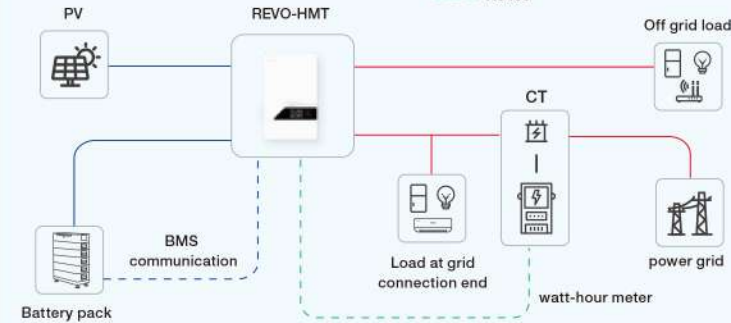 PV
REVO-HMT
Off grid load
CT
BMS
communication
Load at grid
connection end
power grid
watt-hour meter
Battery pack